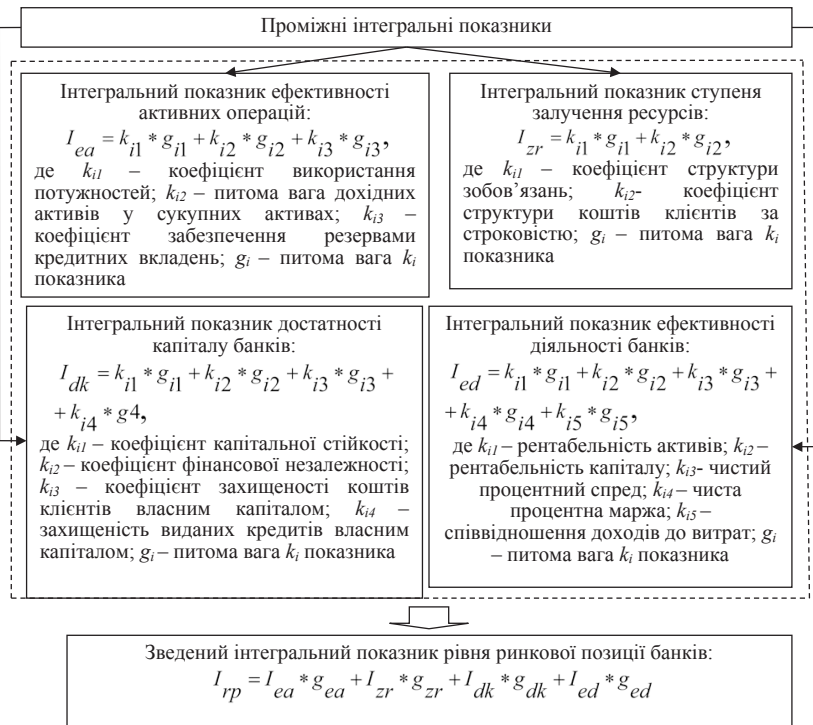 Проміжні інтегральні показники
Інтегральний показник ефективності
активних операцій:
I_ea = k_i1 * g_i1 + k_i2 * g_i2 + k_i3 * g_i3,
де k_i1 – коефіцієнт використання
потужностей; k_i2 – питома вага дохідних
активів у сукупних активах; k_i3 –
коефіцієнт забезпечення резервами
кредитних вкладень; g_i – питома вага k_i
показника
Інтегральний показник ступеня
залучення ресурсів:
I_zr = k_i1 * g_i1 + k_i2 * g_i2,
де k_i1 – коефіцієнт структури
зобов’язань; k_i2- коефіцієнт
структури коштів клієнтів за
строковістю; g_i – питома вага k_i
показника
Інтегральний показник достатності
капіталу банків:
I_dk = k_i1 * g_i1 + k_i2 * g_i2 + k_i3 * g_i3 +
+ k_i4 * g4,
де k_i1 – коефіцієнт капітальної стійкості;
k_i2 – коефіцієнт фінансової незалежності;
k_i3 – коефіцієнт захищеності коштів
клієнтів власним капіталом; k_i4 –
захищеність виданих кредитів власним
капіталом; g_i – питома вага k_i показника
Інтегральний показник ефективності
діяльності банків:
I_ed = k_i1 * g_i1 + k_i2 * g_i2 + k_i3 * g_i3 +
+ k_i4 * g_i4 + k_i5 * g_i5,
де k_i1 – рентабельність активів; k_i2 –
рентабельність капіталу; k_i3- чистий
процентний спред; k_i4 – чиста
процентна маржа; k_i5 –
співвідношення доходів до витрат; g_i
– питома вага k_i показника
Зведений інтегральний показник рівня ринкової позиції банків:
I_rp = I_ea * g_ea + I_zr * g_zr + I_dk * g_dk + I_ed * g_ed